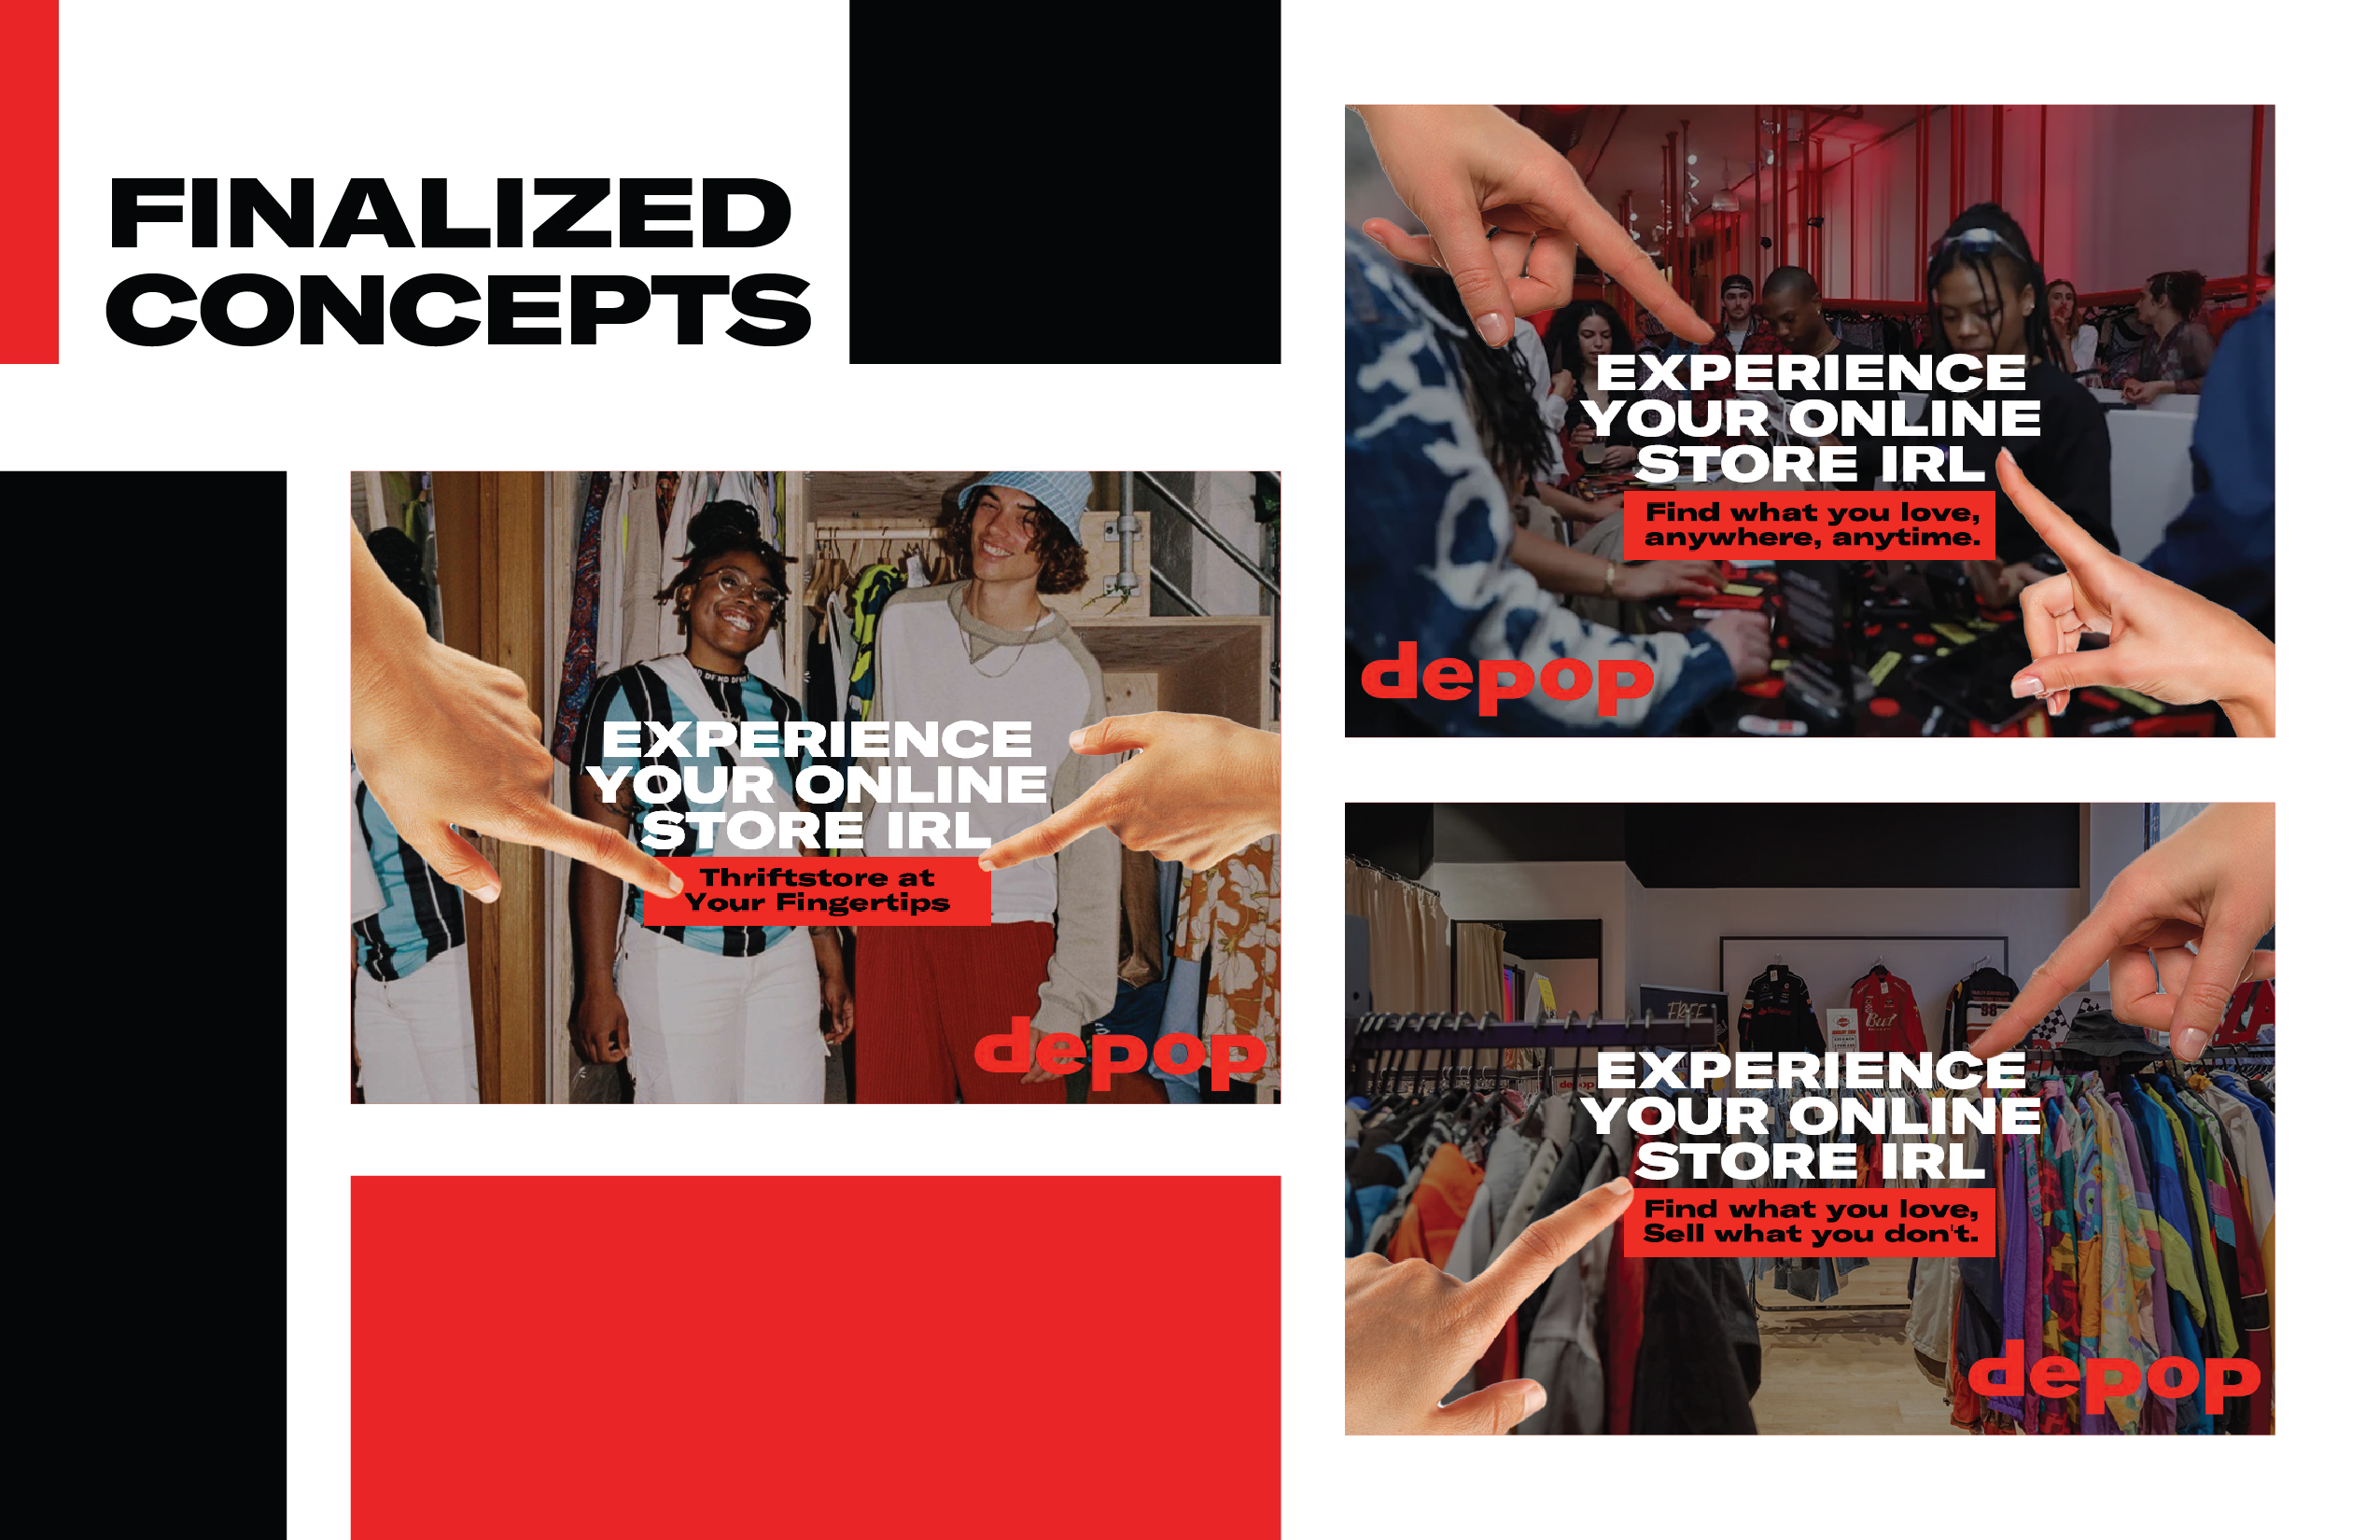 FINALIZED
CONCEPTS
EXPERIENCE
YOUR ONLINE
STORE IRL
Thriftstore at
Your Fingertips
depop
EXPERIENCE
YOUR ONLINE
STORE IRL
Find what you love,
anywhere, anytime.
depop
FREE
98
EXPERIENCE
YOUR ONLINE
STORE IRL
Find what you love,
Sell what you don't.
depop